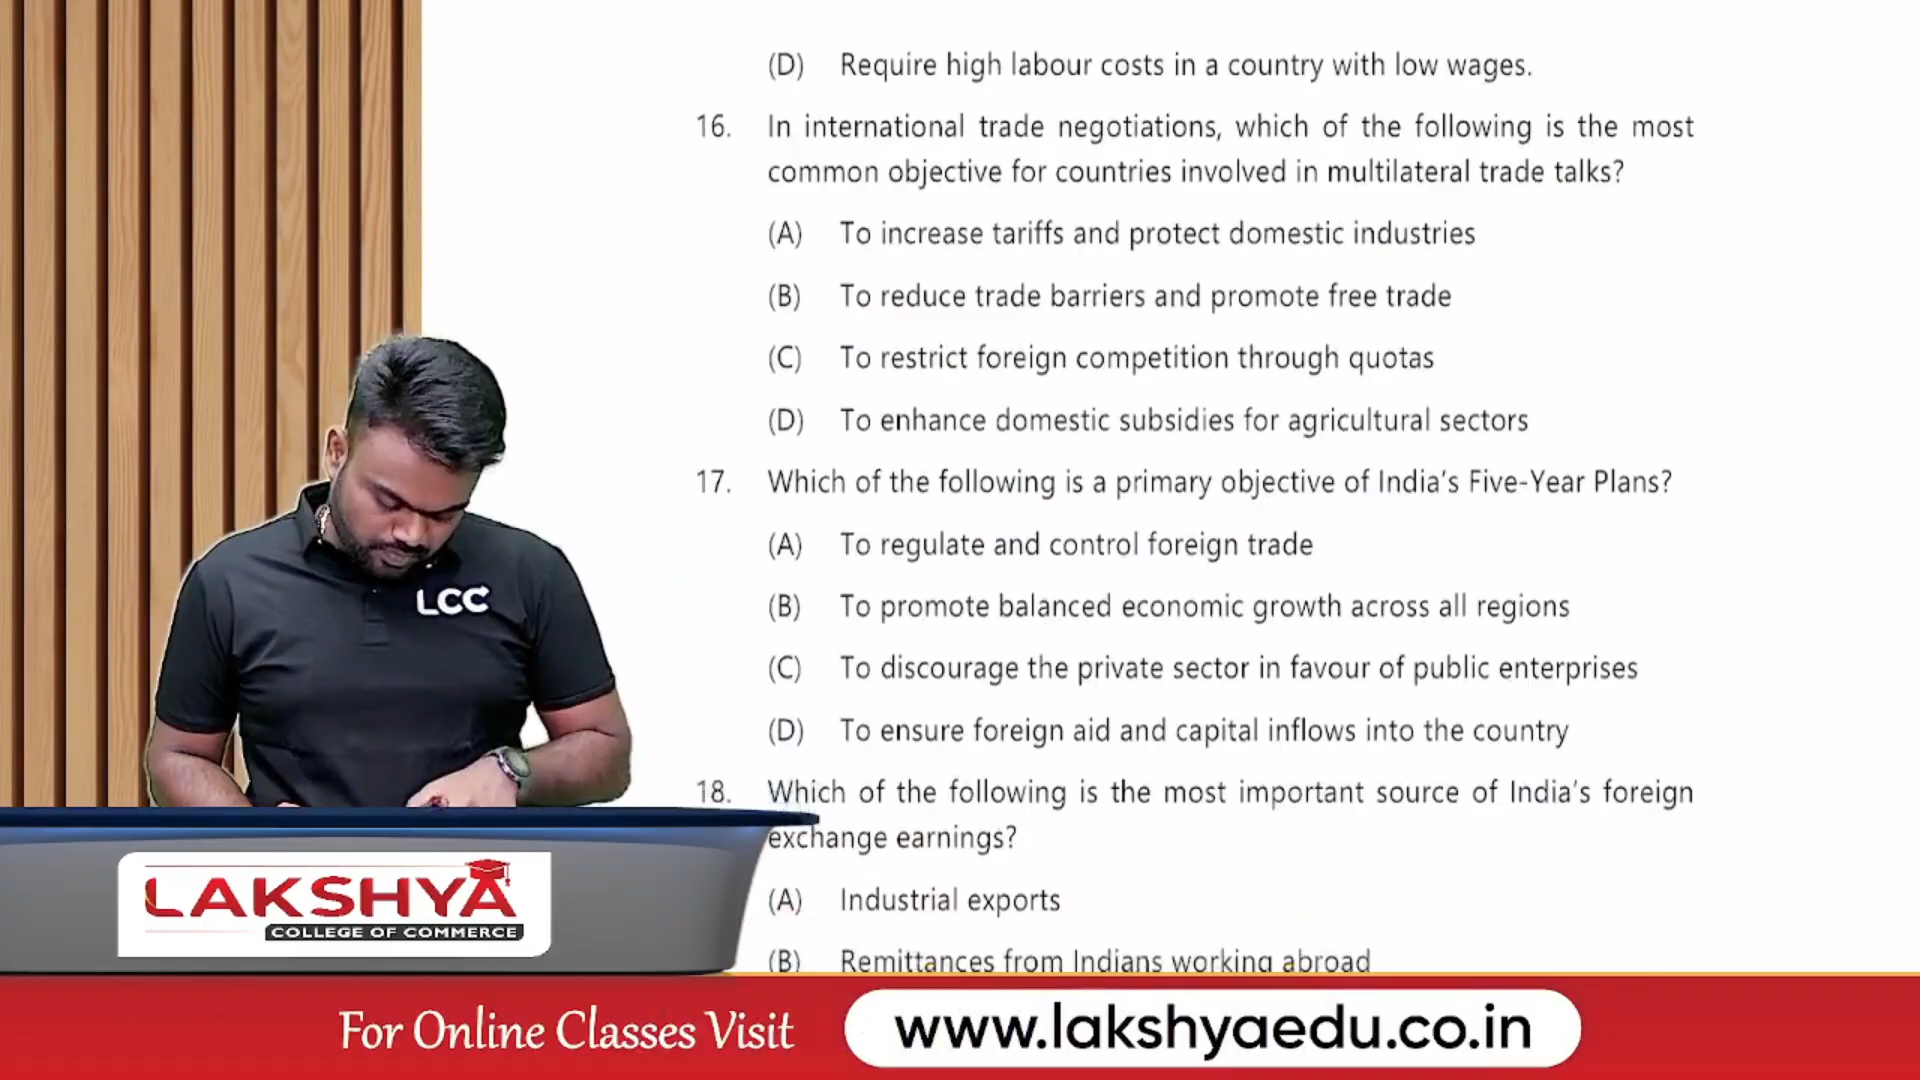 (D) Require high labour costs in a country with low wages.
16. In international trade negotiations, which of the following is the most
common objective for countries involved in multilateral trade talks?
(A) To increase tariffs and protect domestic industries
(B) To reduce trade barriers and promote free trade
(C) To restrict foreign competition through quotas
(D) To enhance domestic subsidies for agricultural sectors
17. Which of the following is a primary objective of India's Five-Year Plans?
(A) To regulate and control foreign trade
(B) To promote balanced economic growth across all regions
(C) To discourage the private sector in favour of public enterprises
(D) To ensure foreign aid and capital inflows into the country
18. Which of the following is the most important source of India's foreign
exchange earnings?
(A) Industrial exports
(B) Remittances from Indians working abroad
LCC
LAKSHYA
COLLEGE OF COMMERCE
For Online Classes Visit
www.lakshyaedu.co.in